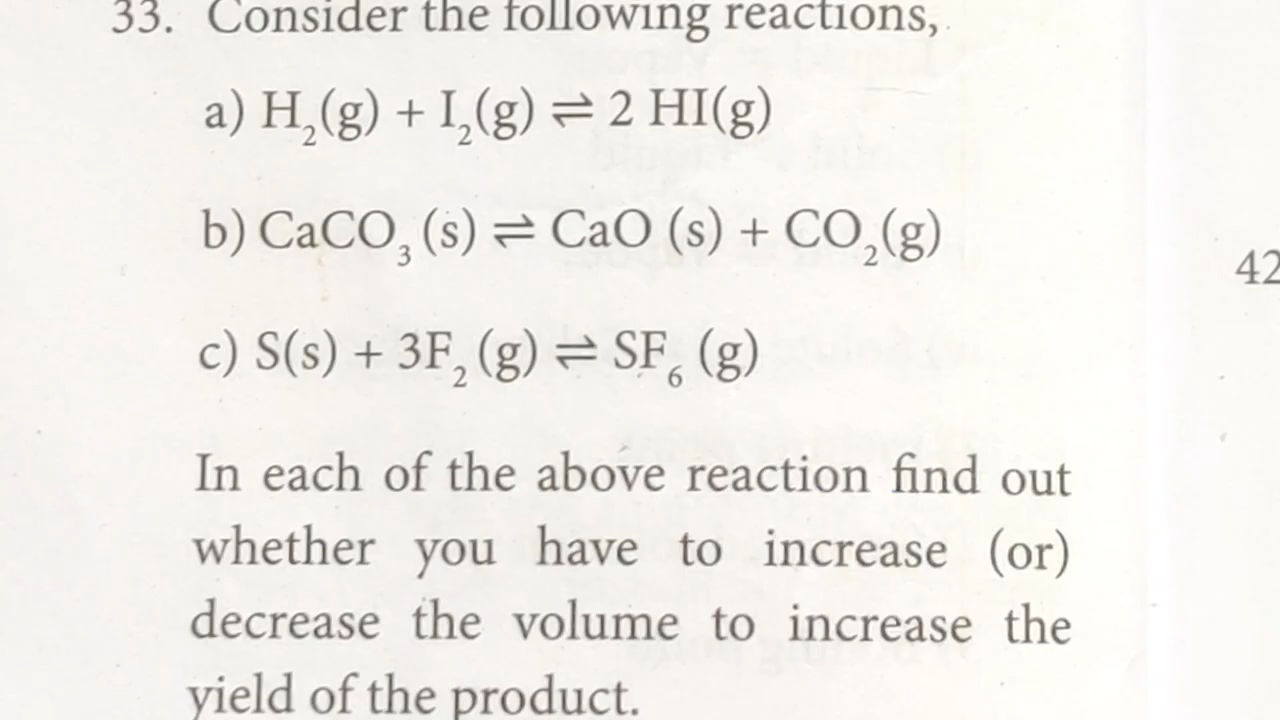 33. Consider the following reactions,
a) H₂(g) + I₂(g) ⇌ 2 HI(g)
b) CaCO₃ (s) ⇌ CaO (s) + CO₂(g)
42
c) S(s) + 3F₂ (g) ⇌ SF₆ (g)
In each of the above reaction find out
whether you have to increase (or)
decrease the volume to increase the
yield of the product.